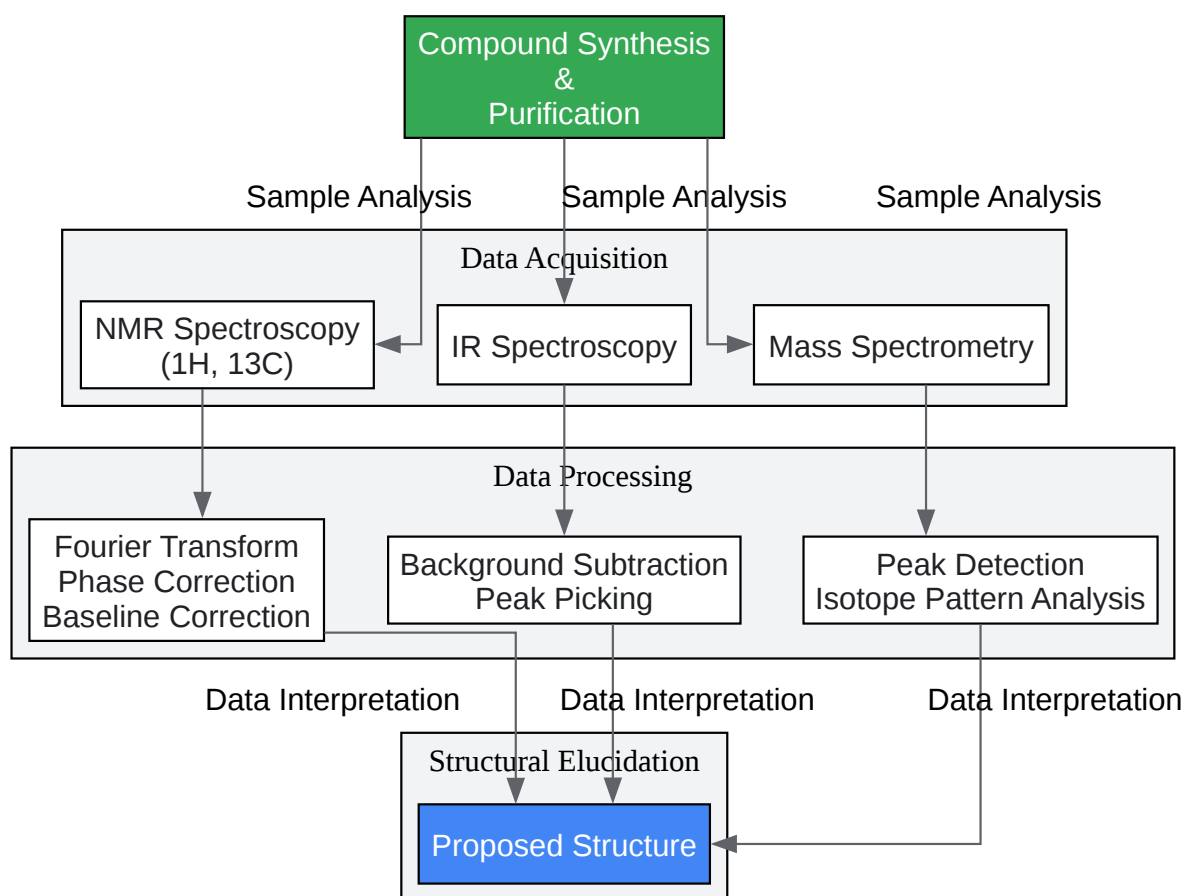 Compound Synthesis
&
Purification
Sample Analysis
Sample Analysis
Sample Analysis
Data Acquisition
NMR Spectroscopy
(1H, 13C)
IR Spectroscopy
Mass Spectrometry
Data Processing
Fourier Transform
Phase Correction
Baseline Correction
Background Subtraction
Peak Picking
Peak Detection
Isotope Pattern Analysis
Data Interpretation
Data Interpretation
Data Interpretation
Structural Elucidation
Proposed Structure